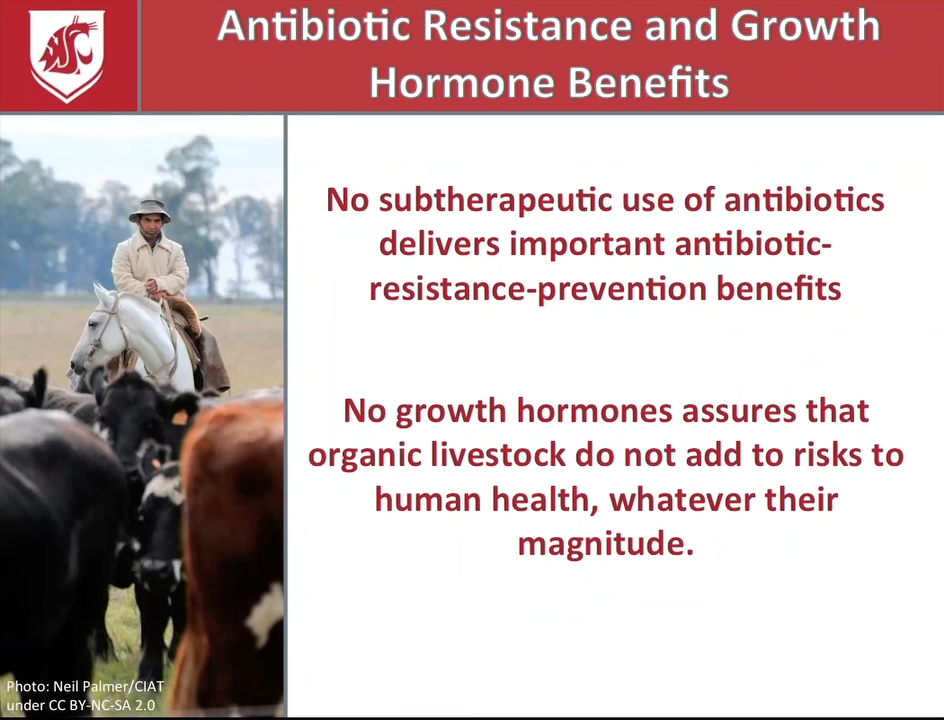 Antibiotic Resistance and Growth
Hormone Benefits
No subtherapeutic use of antibiotics
delivers important antibiotic-
resistance-prevention benefits
No growth hormones assures that
organic livestock do not add to risks to
human health, whatever their
magnitude.
Photo: Neil Palmer/CIAT
under CC BY-NC-SA 2.0